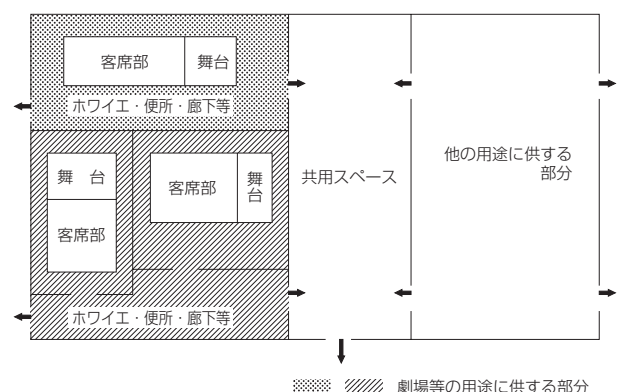 客席部
舞台
ホワイエ・便所・廊下等
舞 台
客席部
客席部
舞台
共用スペース
他の用途に供する
部分
ホワイエ・便所・廊下等
劇場等の用途に供する部分